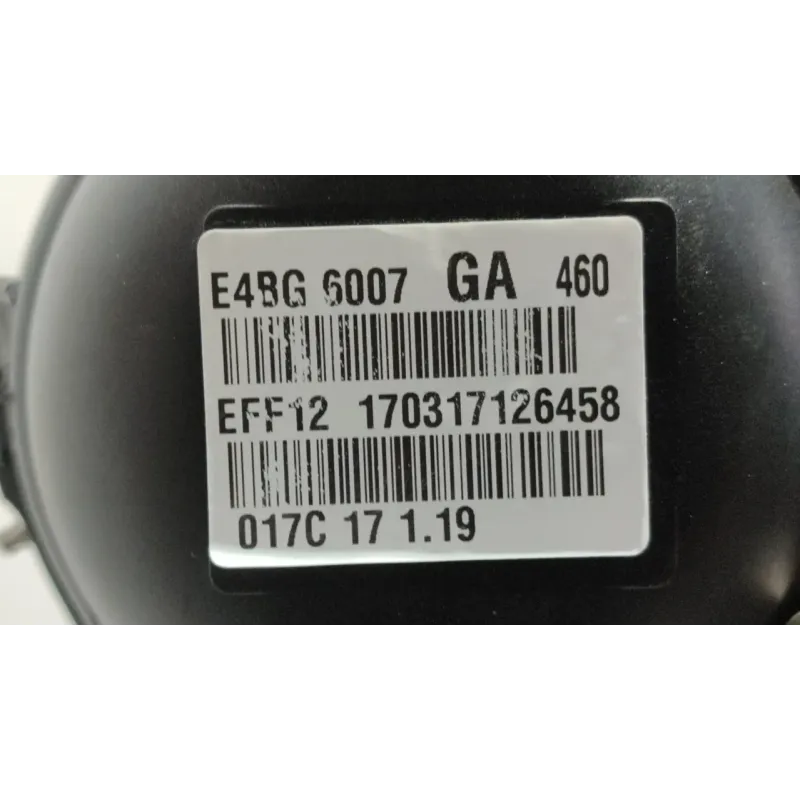 E4BG 6007 GA 460
EFF12 170317126458
017C 17 1.19